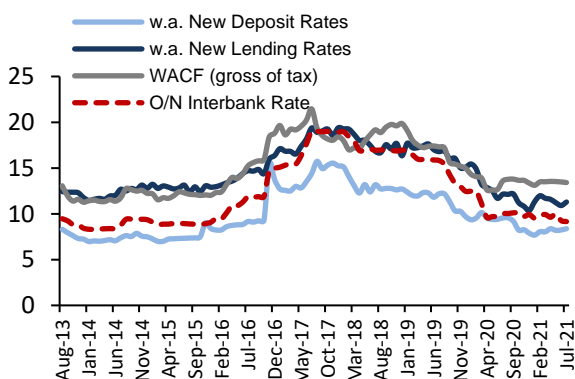 w.a. New Deposit Rates
w.a. New Lending Rates
WACF (gross of tax)
O/N Interbank Rate
25
20
15
10
5
0
Aug-13
Jan-14
Jun-14
Nov-14
Apr-15
Sep-15
Feb-16
Jul-16
Dec-16
May-17
Oct-17
Mar-18
Aug-18
Jan-19
Jun-19
Nov-19
Apr-20
Sep-20
Feb-21
Jul-21